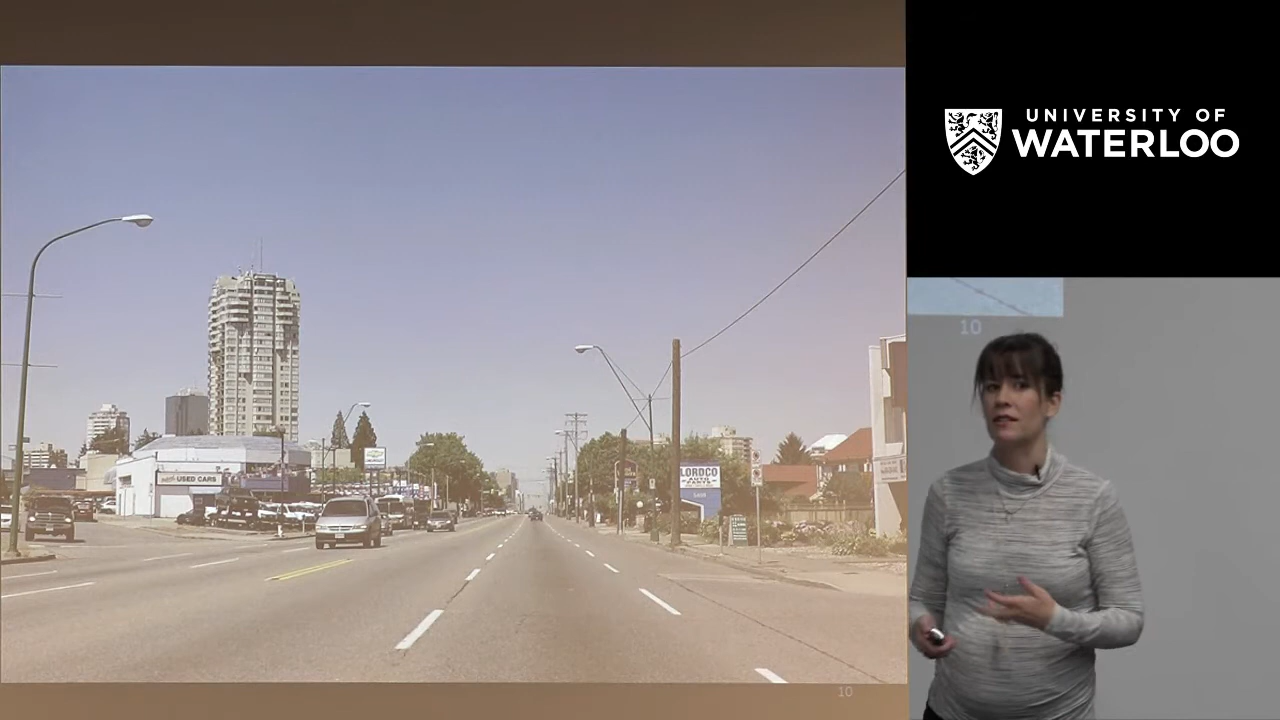 UNIVERSITY OF
WATERLOO
10
USED CARS
LORDCO
AUTO
PARTS
10